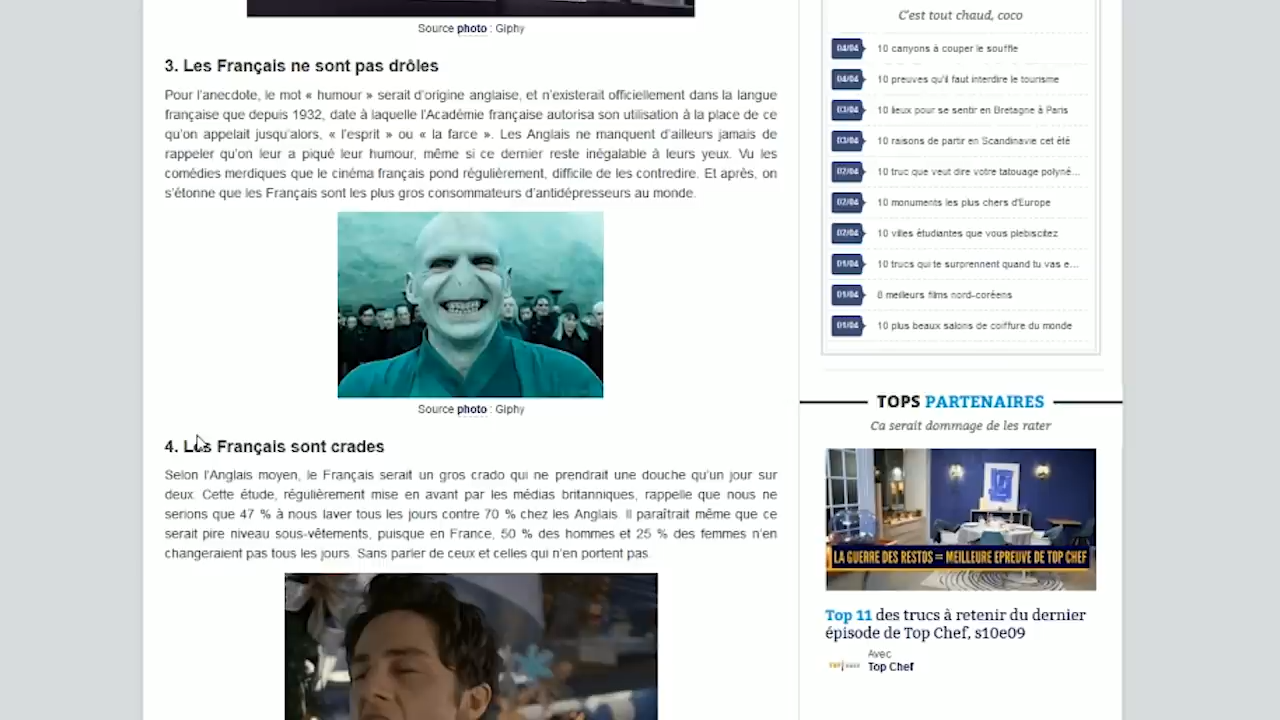 Source photo : Giphy
3. Les Français ne sont pas drôles
Pour l'anecdote, le mot « humour » serait d'origine anglaise, et n'existerait officiellement dans la langue
française que depuis 1932, date à laquelle l'Académie française autorisa son utilisation à la place de ce
qu'on appelait jusqu'alors, « l'esprit » ou « la farce ». Les Anglais ne manquent d'ailleurs jamais de
rappeler qu'on leur a piqué leur humour, même si ce dernier reste inégalable à leurs yeux. Vu les
comédies merdiques que le cinéma français pond régulièrement, difficile de les contredire. Et après, on
s'étonne que les Français sont les plus gros consommateurs d'antidépresseurs au monde.
Source photo : Giphy
4. Les Français sont crades
Selon l'Anglais moyen, le Français serait un gros crado qui ne prendrait une douche qu'un jour sur
deux. Cette étude, régulièrement mise en avant par les médias britanniques, rappelle que nous ne
serions que 47 % à nous laver tous les jours contre 70 % chez les Anglais. Il paraîtrait même que ce
serait pire niveau sous-vêtements, puisque en France, 50 % des hommes et 25 % des femmes n'en
changeraient pas tous les jours. Sans parler de ceux et celles qui n'en portent pas.
C'est tout chaud, coco
04/04 10 canyons à couper le souffle
04/04 10 preuves qu'il faut interdire le tourisme
03/04 10 lieux pour se sentir en Bretagne à Paris
03/04 10 raisons de partir en Scandinavie cet été
02/04 10 truc que veut dire votre tatouage polyné...
02/04 10 monuments les plus chers d'Europe
02/04 10 villes étudiantes que vous plebiscitez
01/04 10 trucs qui te surprennent quand tu vas e...
01/04 8 meilleurs films nord-coréens
01/04 10 plus beaux salons de coiffure du monde
TOPS PARTENAIRES
Ca serait dommage de les rater
LA GUERRE DES RESTOS = MEILLEURE EPREUVE DE TOP CHEF
Top 11 des trucs à retenir du dernier
épisode de Top Chef, s10e09
Avec
Top Chef